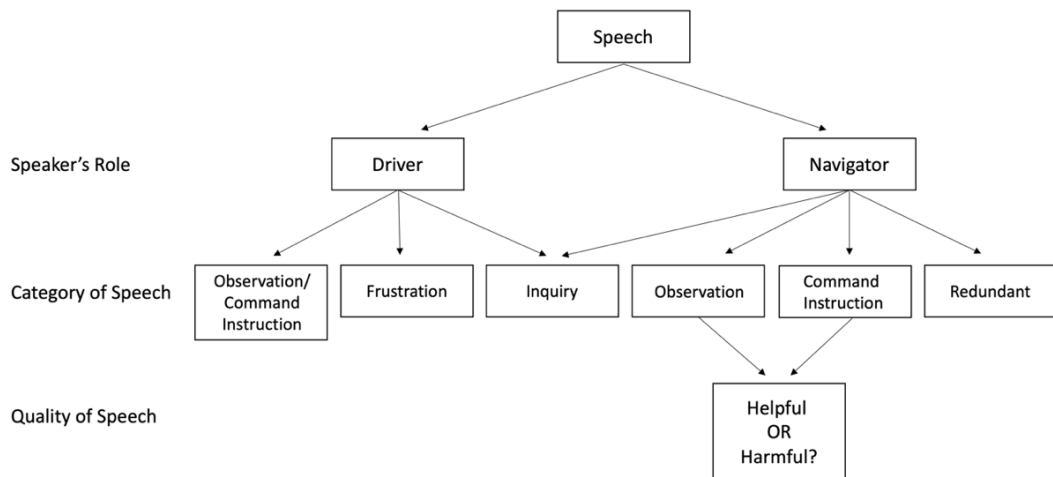 Speech
Speaker's Role
Driver
Navigator
Category of Speech
Observation/
Command
Instruction
Frustration
Inquiry
Observation
Command
Instruction
Redundant
Quality of Speech
Helpful
OR
Harmful?